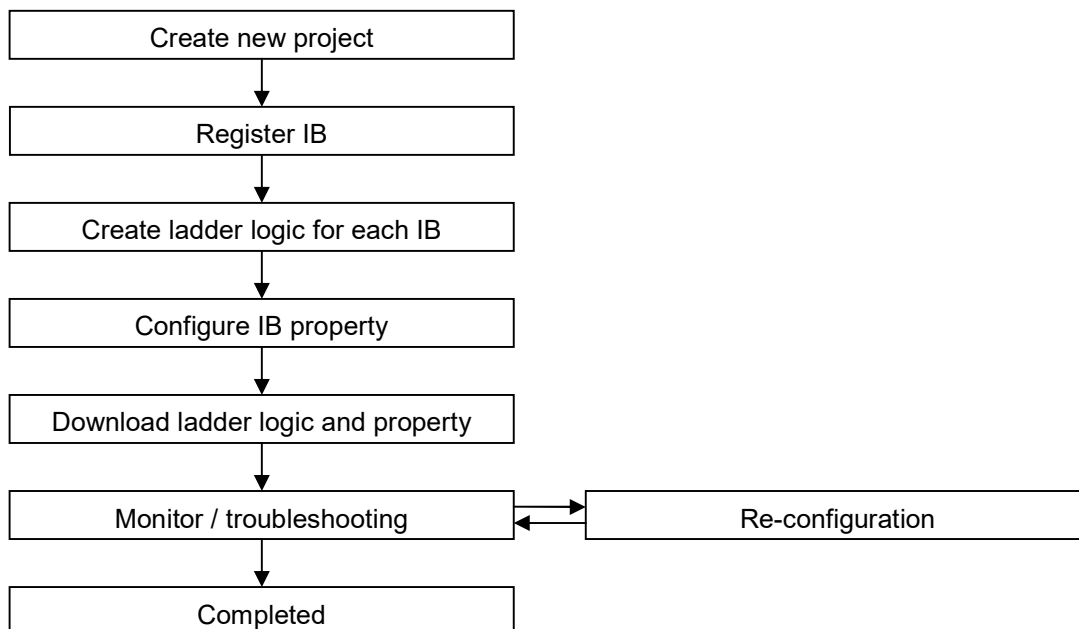 Create new project
Register IB
Create ladder logic for each IB
Configure IB property
Download ladder logic and property
Monitor / troubleshooting
Re-configuration
Completed